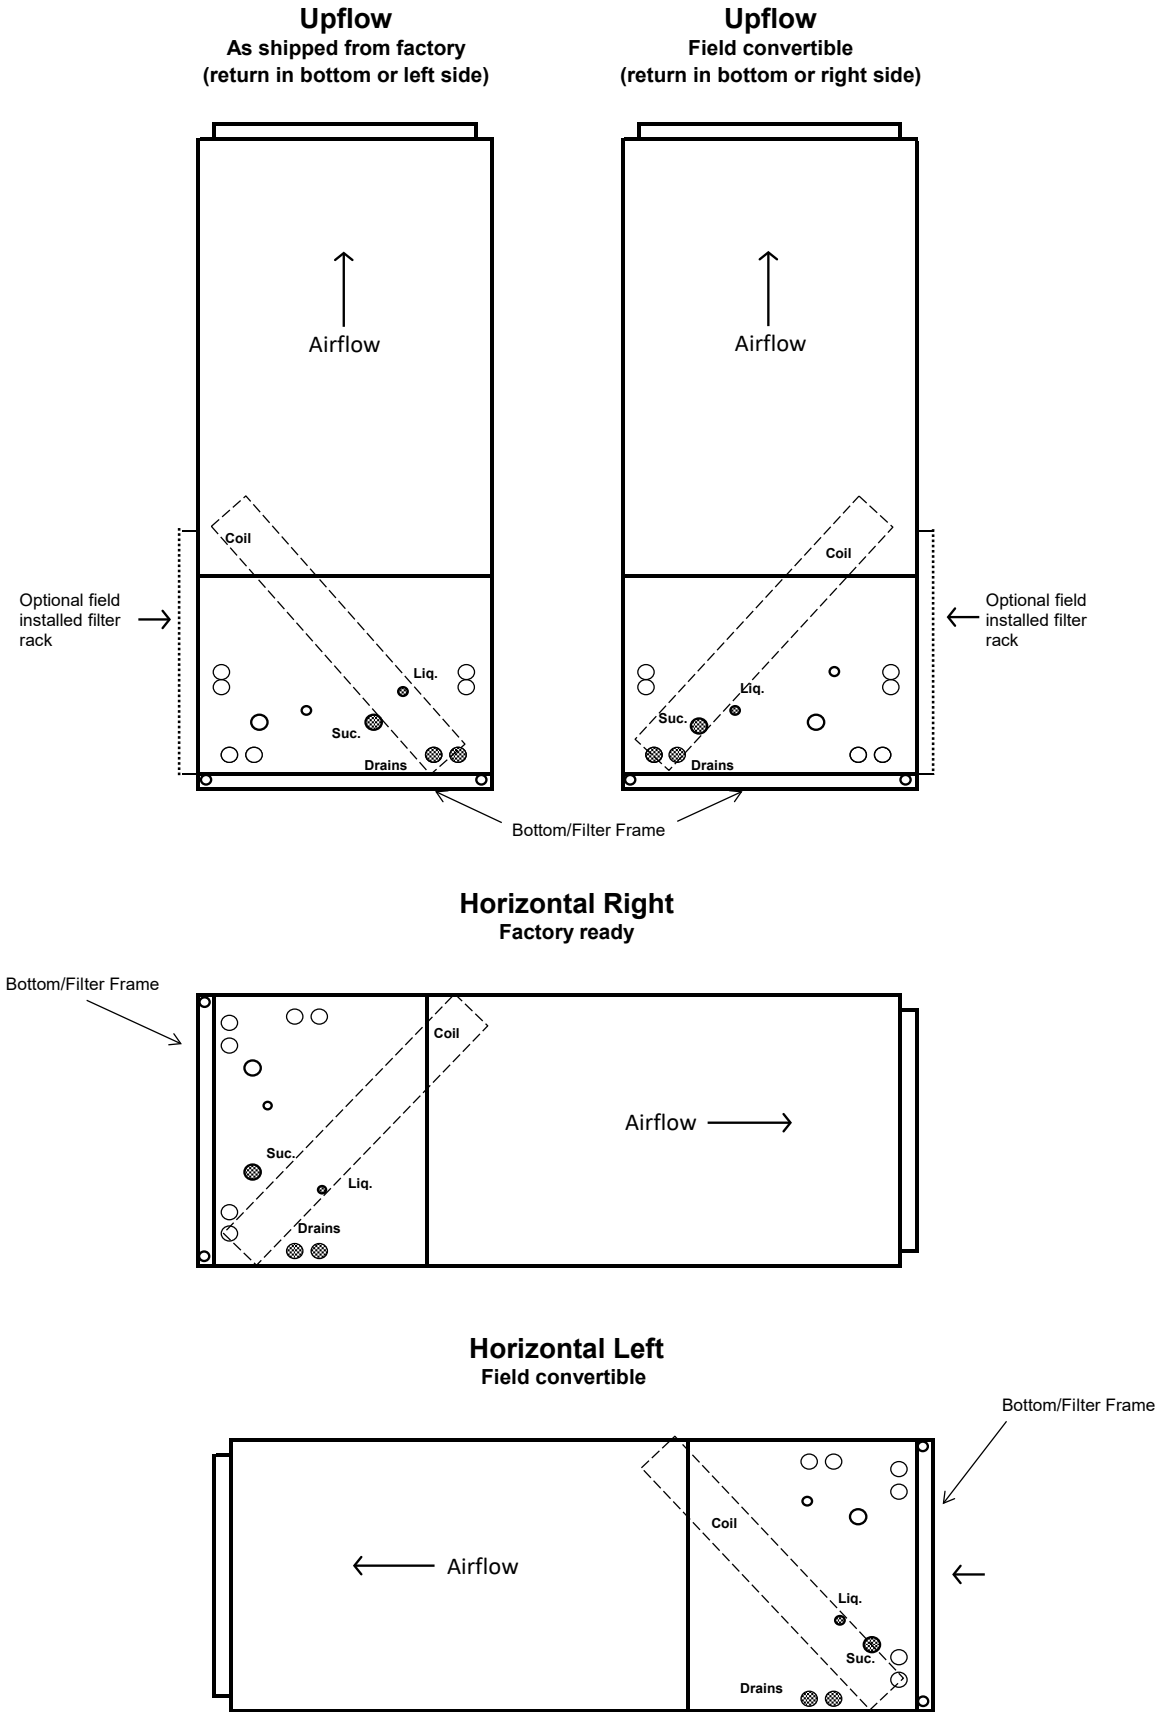 Upflow
As shipped from factory
(return in bottom or left side)
Upflow
Field convertible
(return in bottom or right side)
Airflow
Airflow
Coil
Coil
Optional field
installed filter
rack
Optional field
installed filter
rack
Liq.
Suc.
Drains
Liq.
Suc.
Drains
Bottom/Filter Frame
Horizontal Right
Factory ready
Bottom/Filter Frame
Coil
Airflow
Suc.
Liq.
Drains
Horizontal Left
Field convertible
Bottom/Filter Frame
Coil
Airflow
Liq.
Suc.
Drains